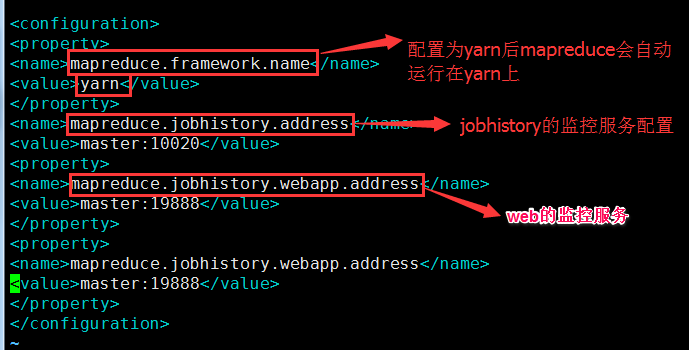 <configuration>
<property>
<name>mapreduce.framework.name</name>
配置为yarn后mapreduce会自动
运行在yarn上
<value>yarn</value>
</property>
<name>mapreduce.jobhistory.address</name>
jobhistory的监控服务配置
<value>master:10020</value>
<property>
<name>mapreduce.jobhistory.webapp.address</name>
web的监控服务
<value>master:19888</value>
</property>
<property>
<name>mapreduce.jobhistory.webapp.address</name>
<value>master:19888</value>
</property>
</configuration>
~